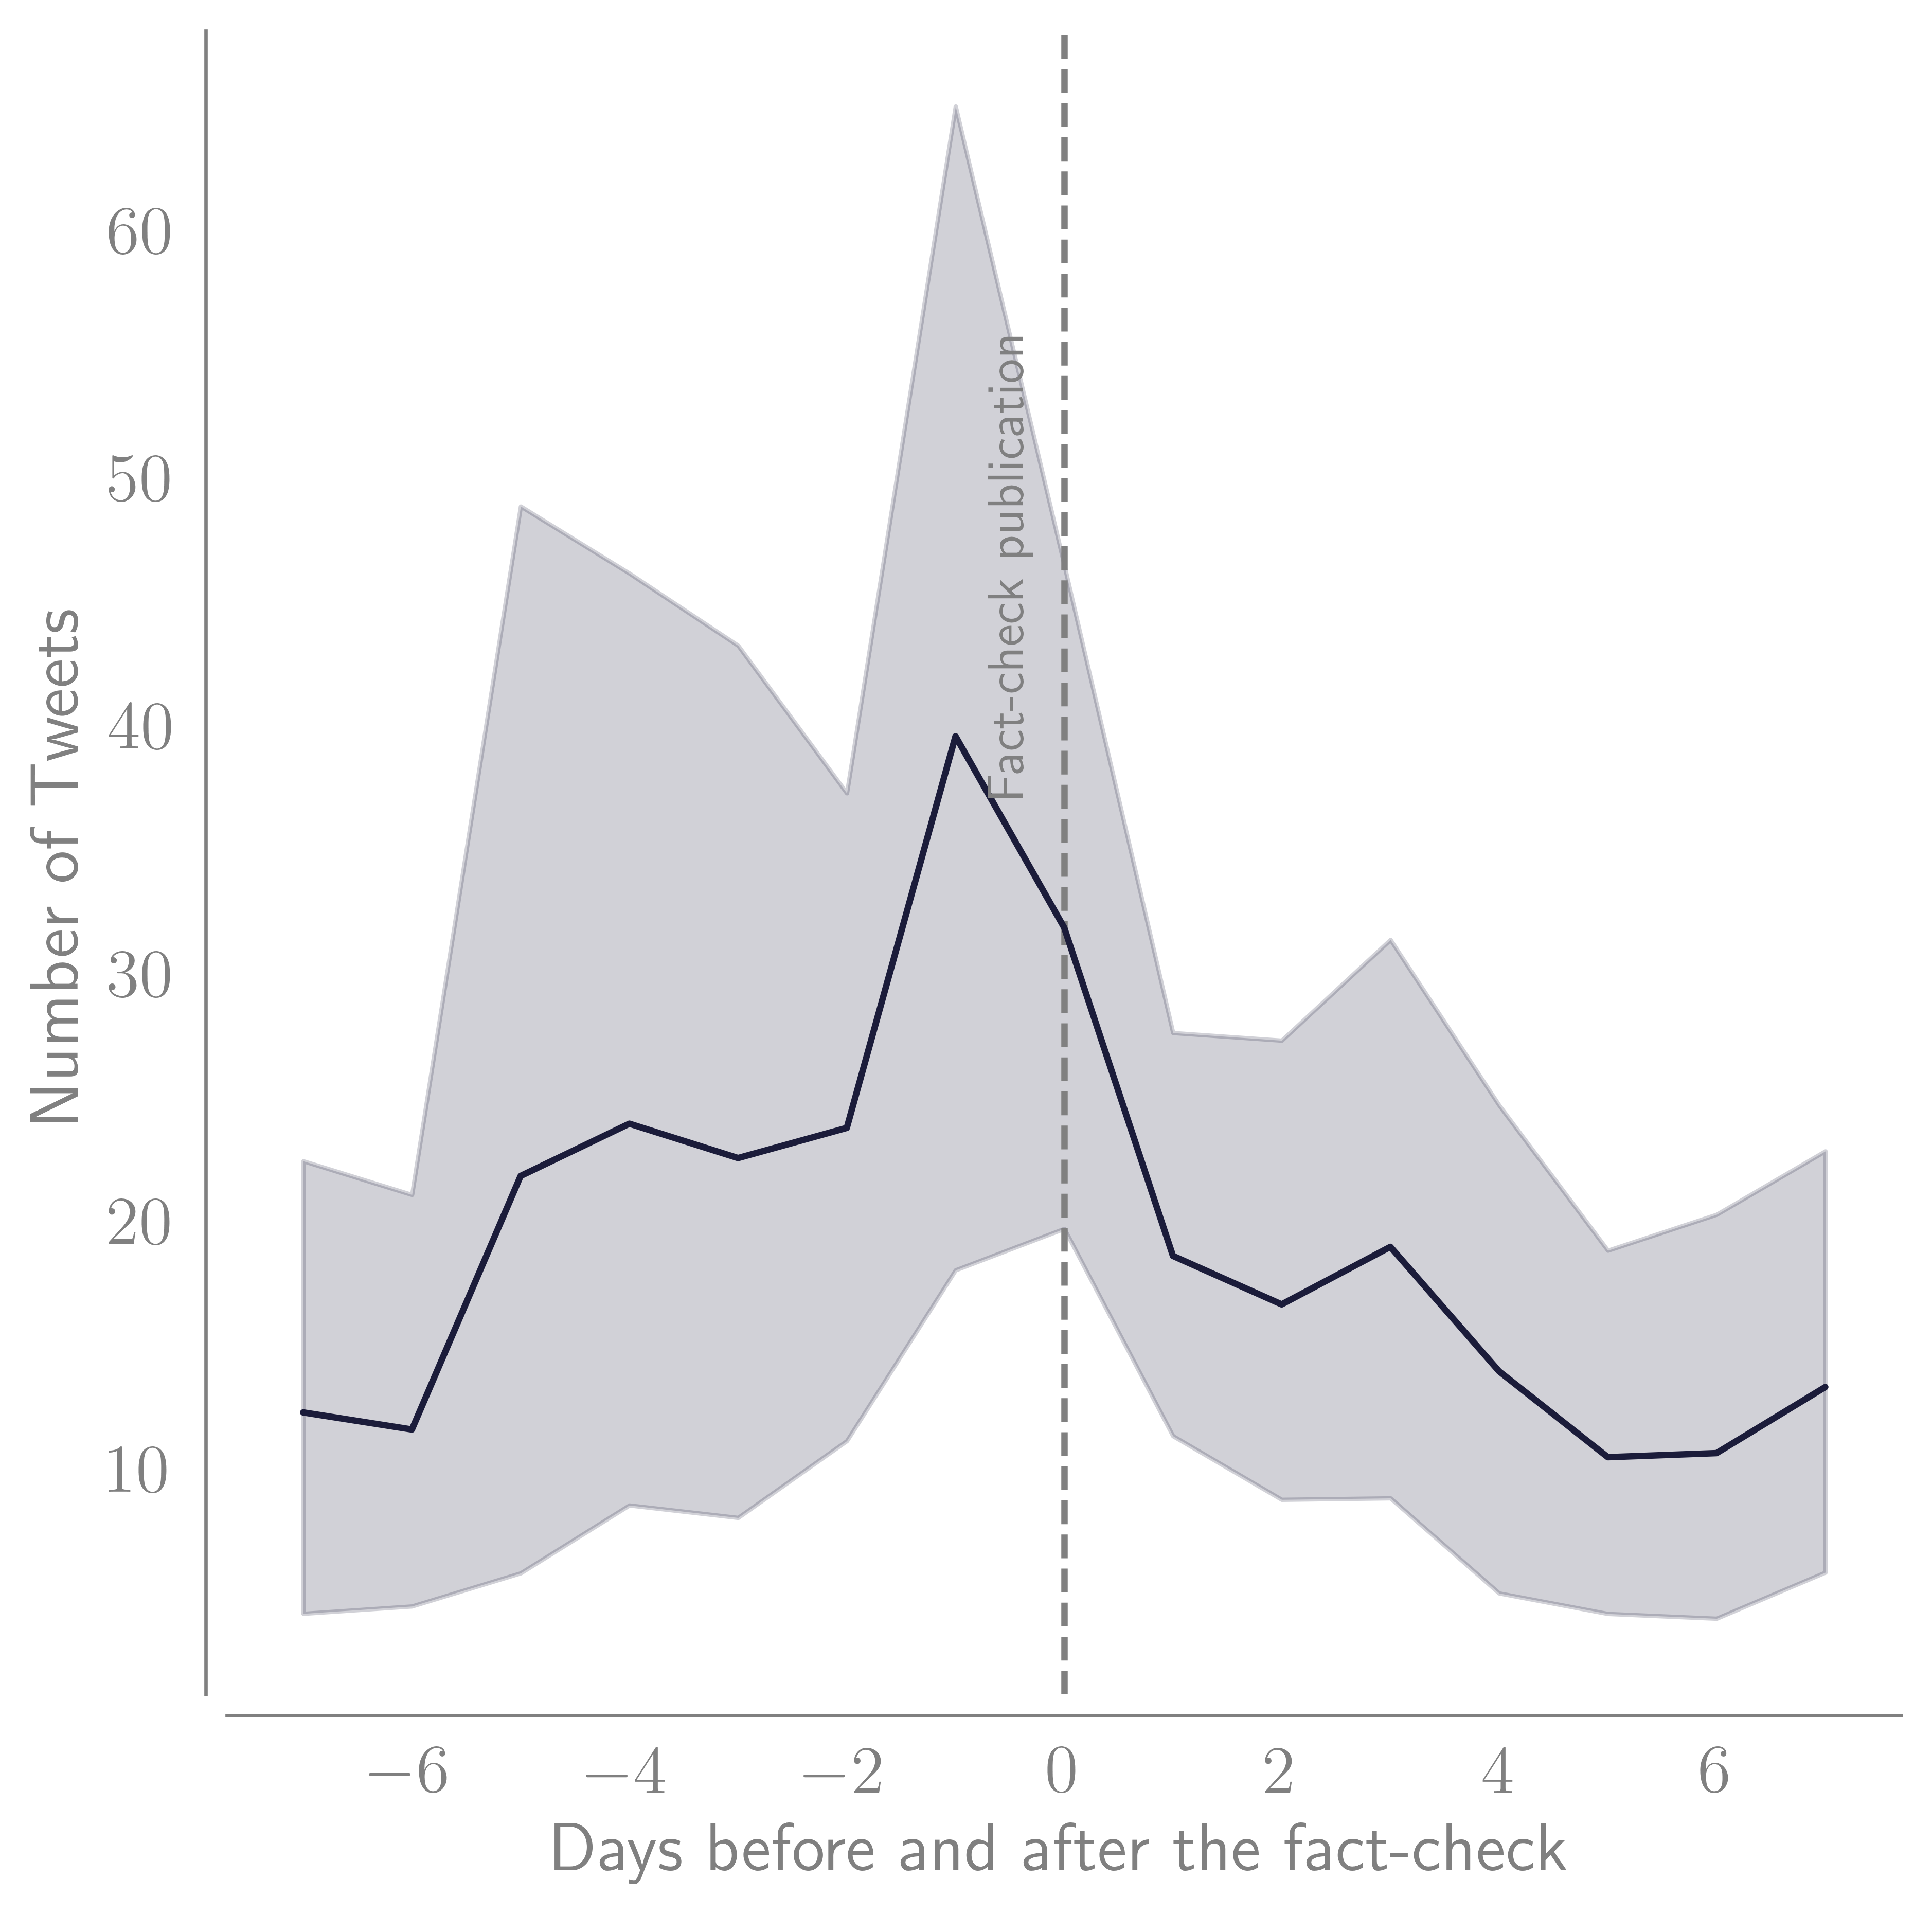 Number of Tweets
60
50
40
30
20
10
Fact-check publication
−6 −4 −2 0 2 4 6
Days before and after the fact-check